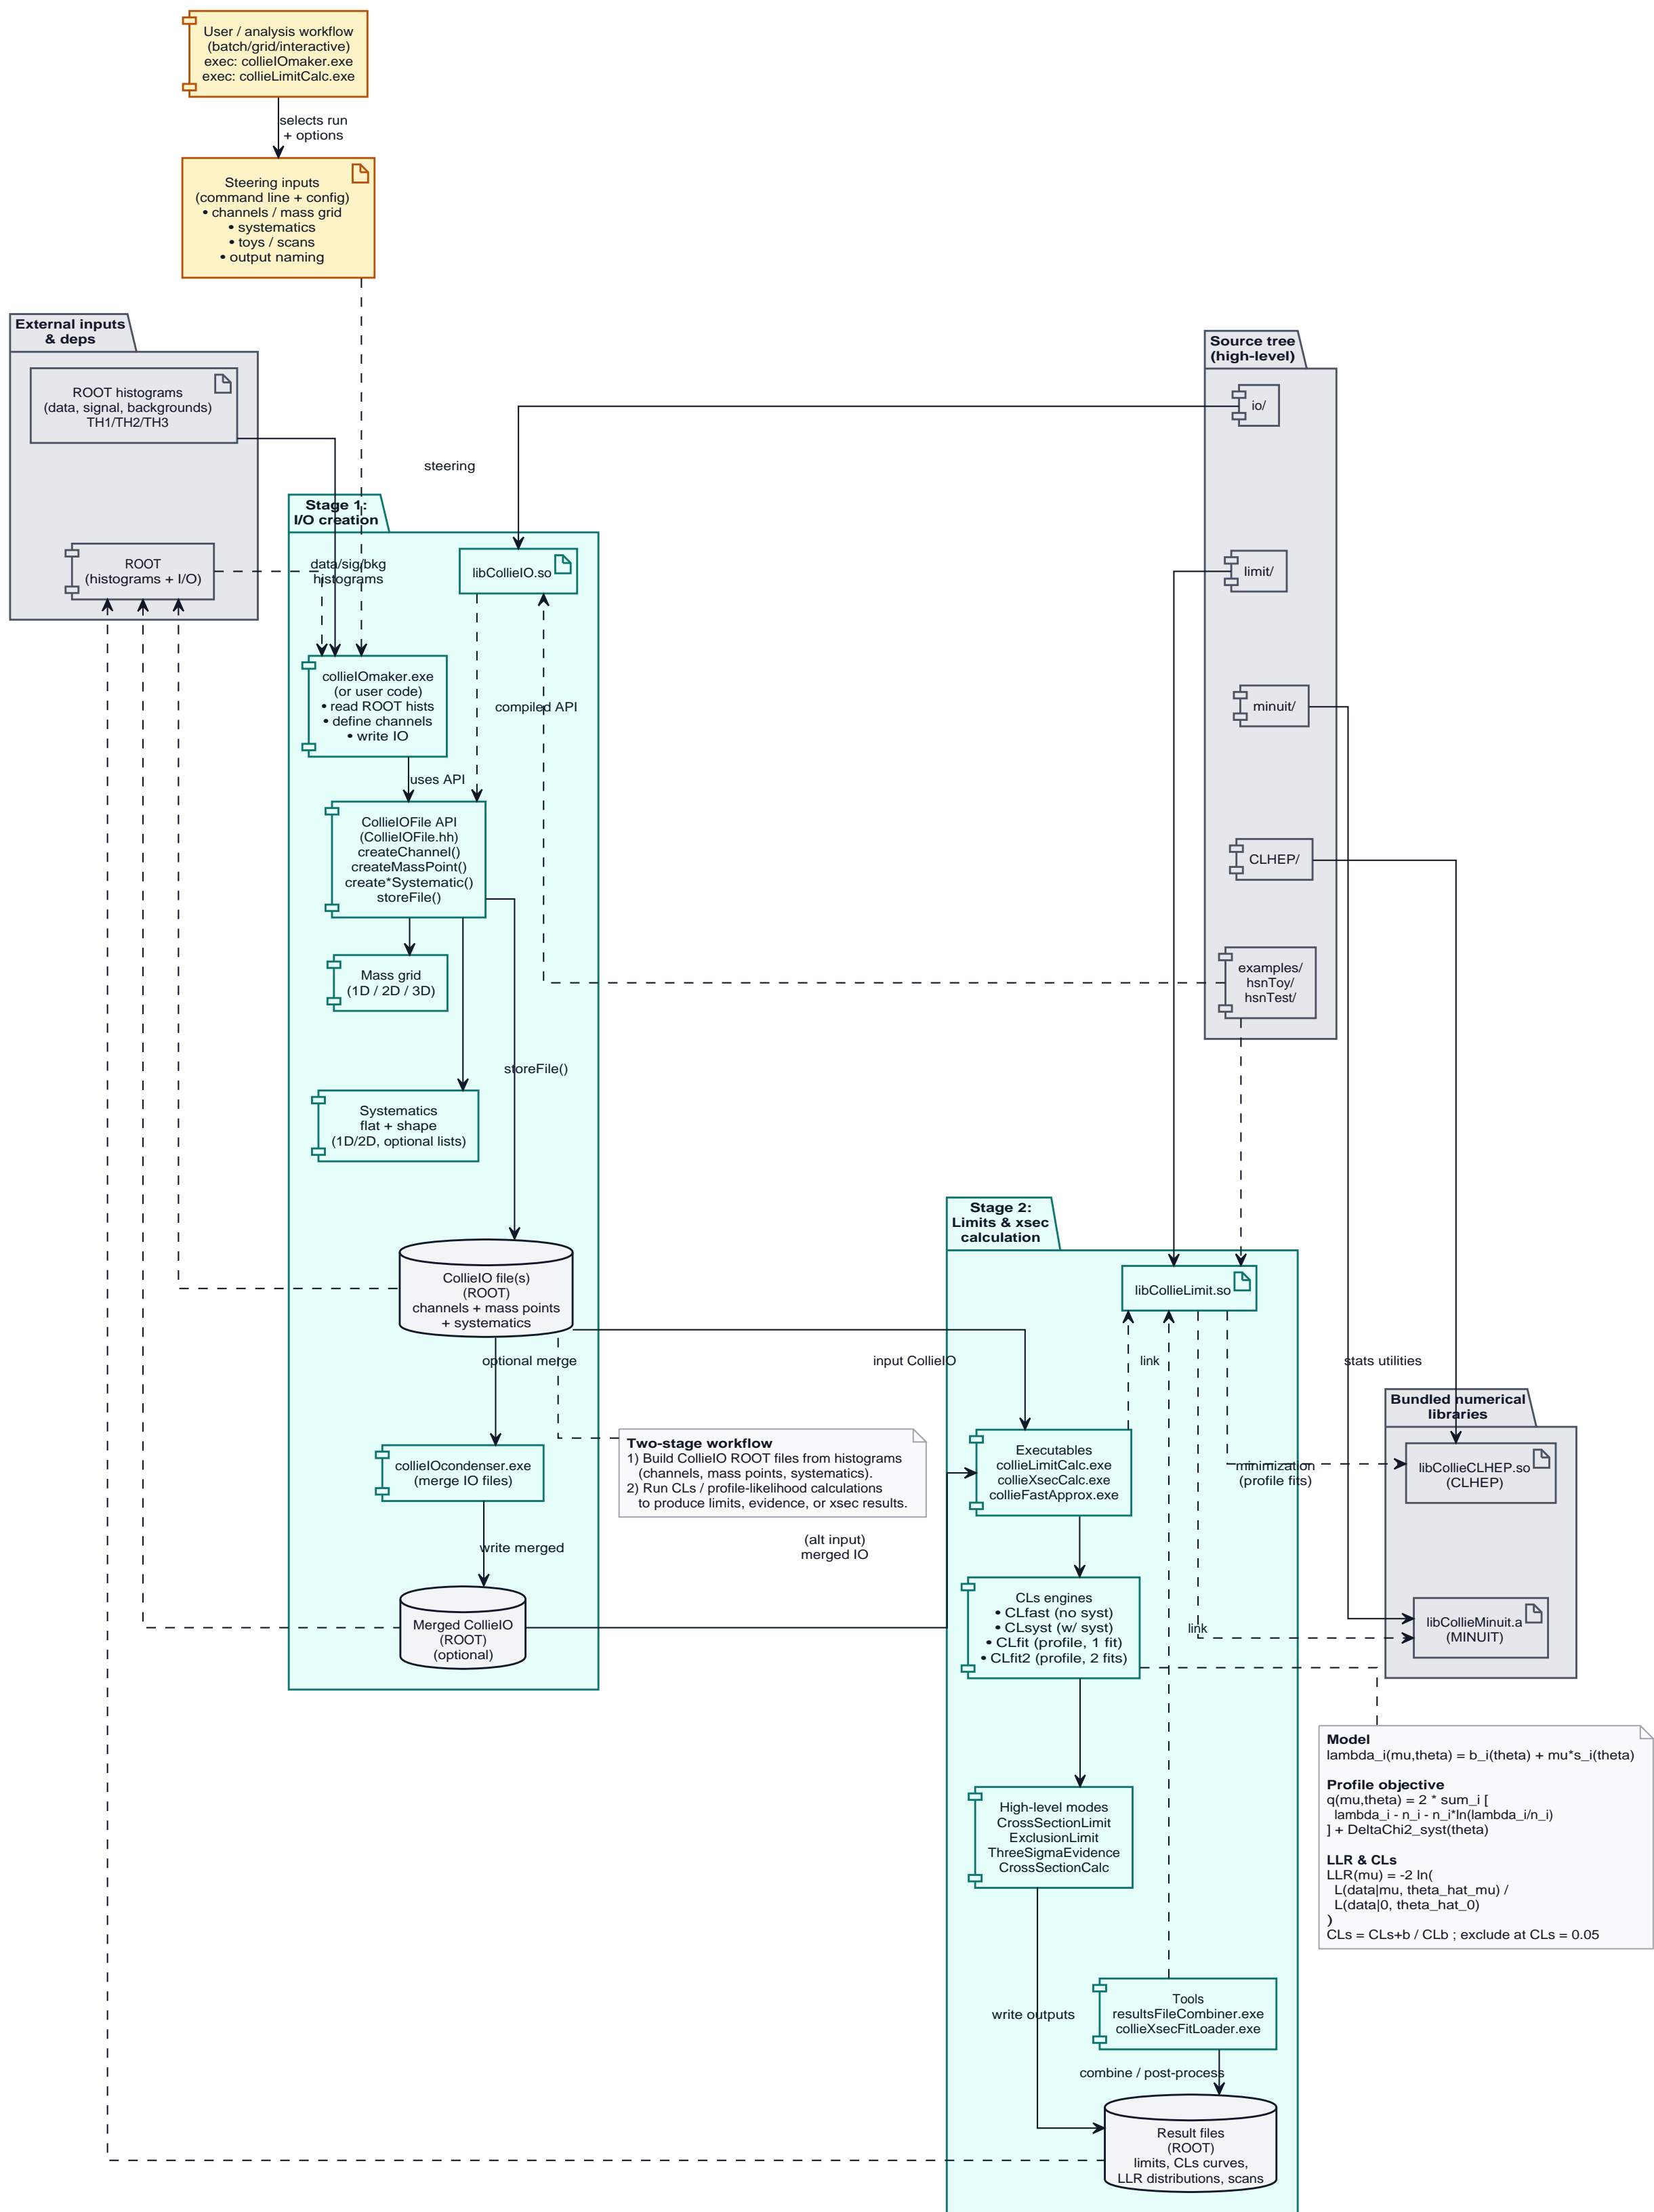 User / analysis workflow
(batch/grid/interactive)
exec: collieIOmaker.exe
exec: collieLimitCalc.exe
selects run
+ options
Steering inputs
(command line + config)
• channels / mass grid
• systematics
• toys / scans
• output naming
External inputs
& deps
ROOT histograms
(data, signal, backgrounds)
TH1/TH2/TH3
ROOT
(histograms + I/O)
Source tree
(high-level)
io/
limit/
minuit/
CLHEP/
examples/
hsnToy/
hsnTest/
steering
Stage 1:
I/O creation
data/sig/bkg
histograms
libCollieIO.so
collieIOmaker.exe
(or user code)
• read ROOT hists
• define channels
• write IO
compiled API
uses API
CollieIOFile API
(CollieIOFile.hh)
createChannel()
createMassPoint()
create*Systematic()
storeFile()
Mass grid
(1D / 2D / 3D)
storeFile()
Systematics
flat + shape
(1D/2D, optional lists)
CollieIO file(s)
(ROOT)
channels + mass points
+ systematics
optional merge
collieIOcondenser.exe
(merge IO files)
write merged
Merged CollieIO
(ROOT)
(optional)
Two-stage workflow
1) Build CollieIO ROOT files from histograms
(channels, mass points, systematics).
2) Run CLs / profile-likelihood calculations
to produce limits, evidence, or xsec results.
input CollieIO
(alt input)
merged IO
Stage 2:
Limits & xsec
calculation
libCollieLimit.so
link
stats utilities
Executables
collieLimitCalc.exe
collieXsecCalc.exe
collieFastApprox.exe
minimization
(profile fits)
CLs engines
• CLfast (no syst)
• CLsyst (w/ syst)
• CLfit (profile, 1 fit)
• CLfit2 (profile, 2 fits)
link
Bundled numerical
libraries
libCollieCLHEP.so
(CLHEP)
libCollieMinuit.a
(MINUIT)
High-level modes
CrossSectionLimit
ExclusionLimit
ThreeSigmaEvidence
CrossSectionCalc
Model
lambda_i(mu,theta) = b_i(theta) + mu*s_i(theta)
Profile objective
q(mu,theta) = 2 * sum_i [
lambda_i - n_i - n_i*ln(lambda_i/n_i)
] + DeltaChi2_syst(theta)
LLR & CLs
LLR(mu) = -2 ln(
L(data|mu, theta_hat_mu) /
L(data|0, theta_hat_0)
)
CLs = CLs+b / CLb ; exclude at CLs = 0.05
Tools
resultsFileCombiner.exe
collieXsecFitLoader.exe
write outputs
combine / post-process
Result files
(ROOT)
limits, CLs curves,
LLR distributions, scans